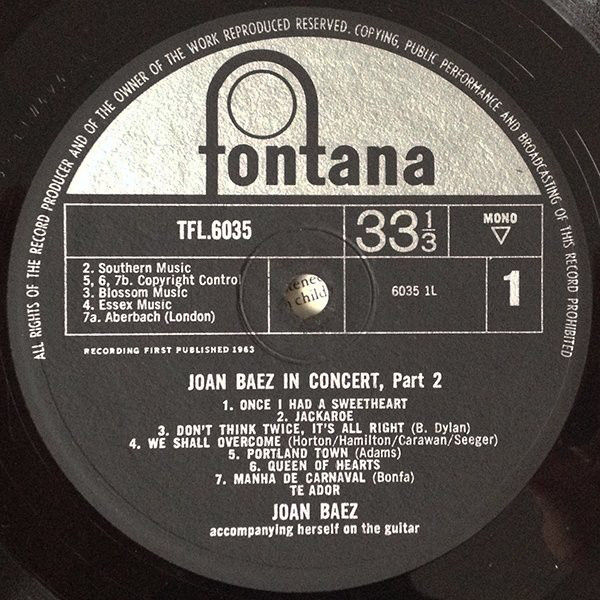 ALL RIGHTS OF THE RECORD PRODUCER AND OF THE OWNER OF THE WORK REPRODUCED RESERVED. COPYING, PUBLIC PERFORMANCE AND BROADCASTING OF THIS RECORD PROHIBITED
fontana
TFL.6035
33 1/3
MONO
2. Southern Music
5, 6, 7b. Copyright Control
3. Blossom Music
4. Essex Music
7a. Aberbach (London)
child
6035 1L
1
RECORDING FIRST PUBLISHED 1963
JOAN BAEZ IN CONCERT, Part 2
1. ONCE I HAD A SWEETHEART
2. JACKAROE
3. DON'T THINK TWICE, IT'S ALL RIGHT (B. Dylan)
4. WE SHALL OVERCOME (Horton/Hamilton/Carawan/Seeger)
5. PORTLAND TOWN (Adams)
6. QUEEN OF HEARTS
7. MANHA DE CARNAVAL (Bonfa)
TE ADOR
JOAN BAEZ
accompanying herself on the guitar